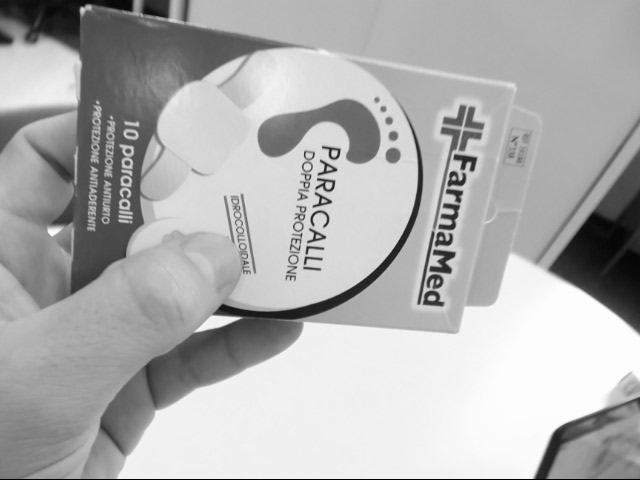 FarmaMed
PARACALLI
DOPPIA PROTEZIONE
IDROCOLLOIDALE
10 paracalli
•PROTEZIONE ANTIURTO
•PROTEZIONE ANTIADERENTE